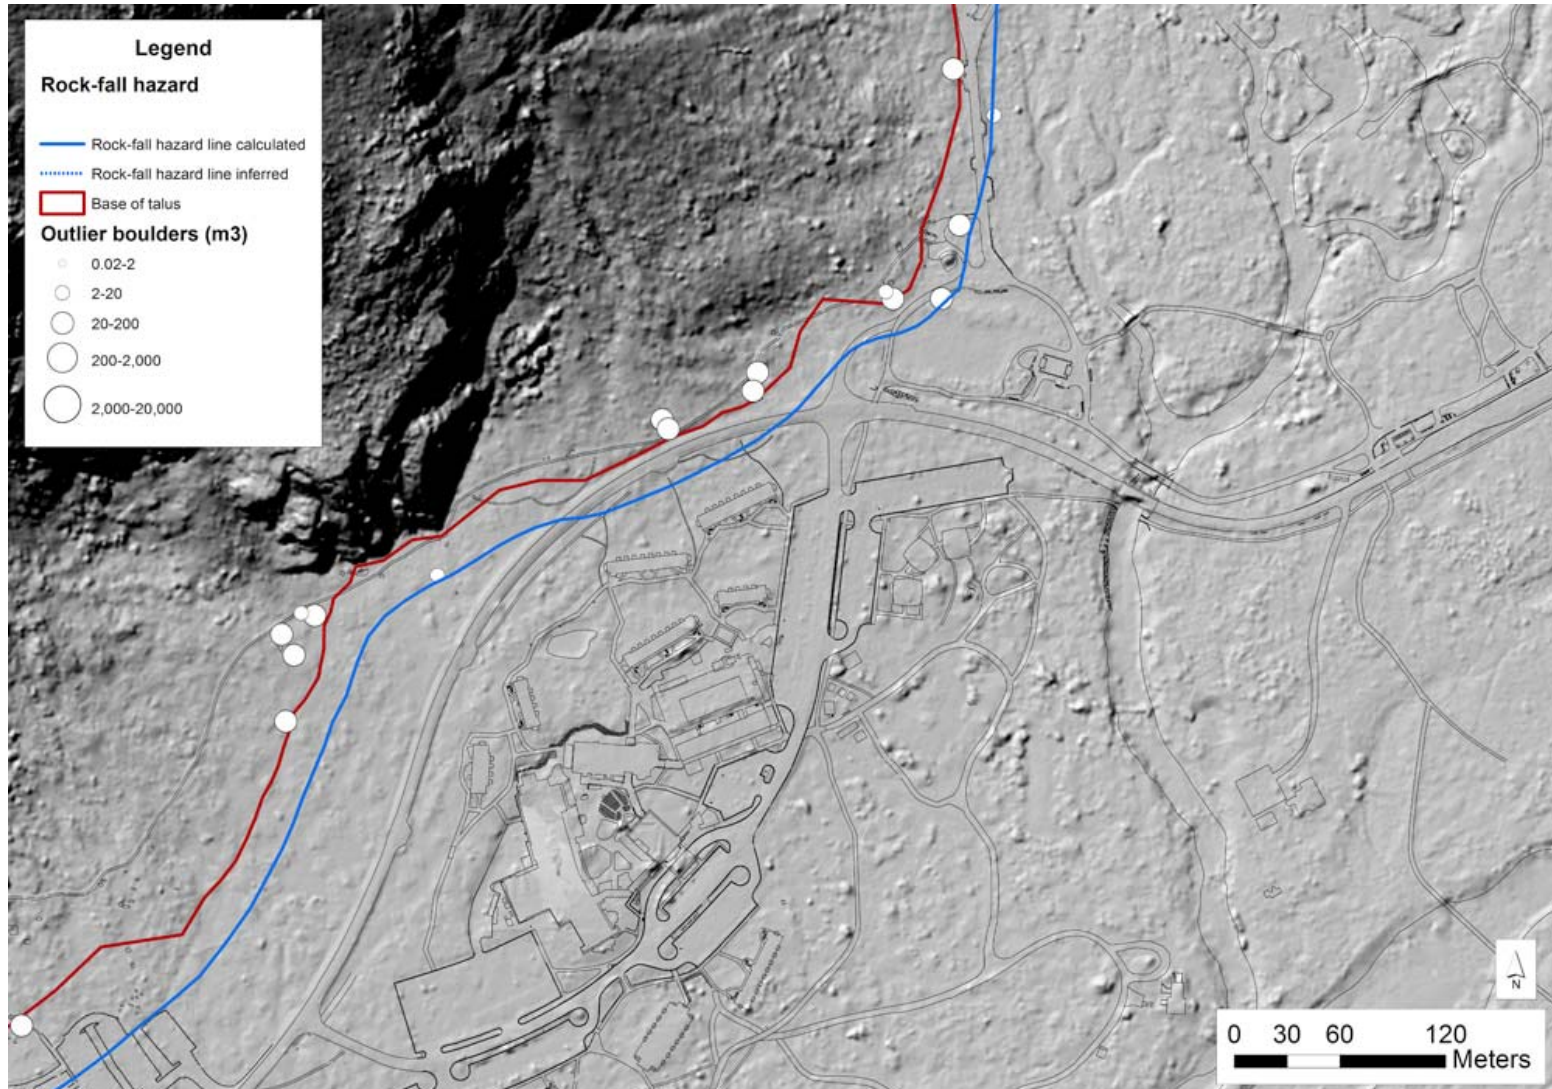 Legend
Rock-fall hazard
Rock-fall hazard line calculated
Rock-fall hazard line inferred
Base of talus
Outlier boulders (m3)
0.02-2
2-20
20-200
200-2,000
2,000-20,000
N
0 30 60 120
Meters